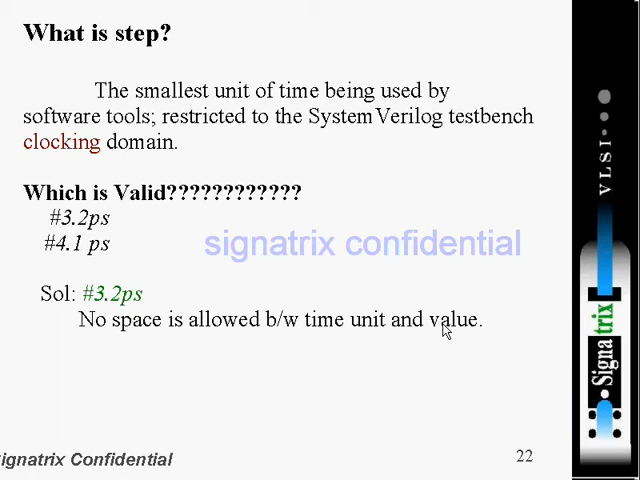 What is step?
The smallest unit of time being used by
software tools; restricted to the System Verilog testbench
clocking domain.
Which is Valid????????????
#3.2ps
#4.1 ps
signatrix confidential
Sol: #3.2ps
No space is allowed b/w time unit and value.
ignatrix Confidential
22
VLSI
Signatrix